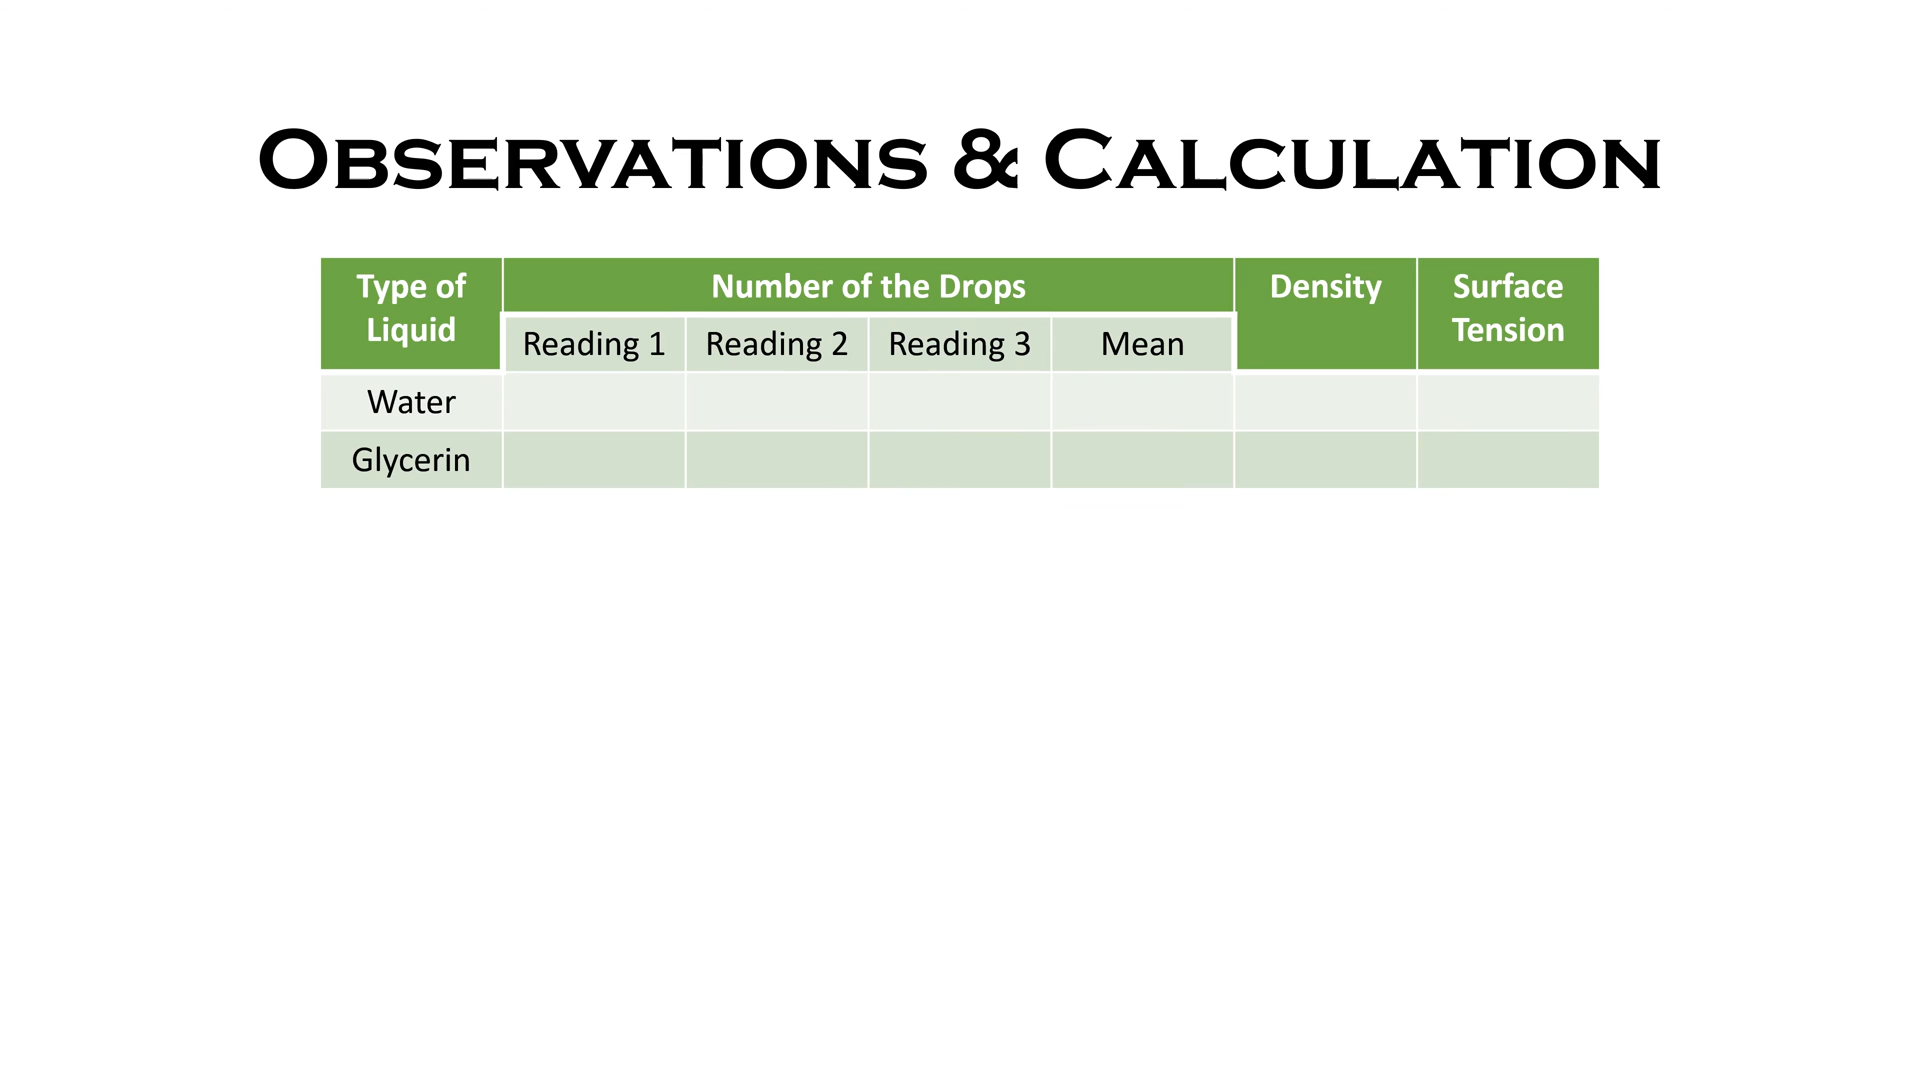 OBSERVATIONS & CALCULATION
Type of Liquid
Number of the Drops
Density
Surface Tension
Reading 1
Reading 2
Reading 3
Mean
Water
Glycerin